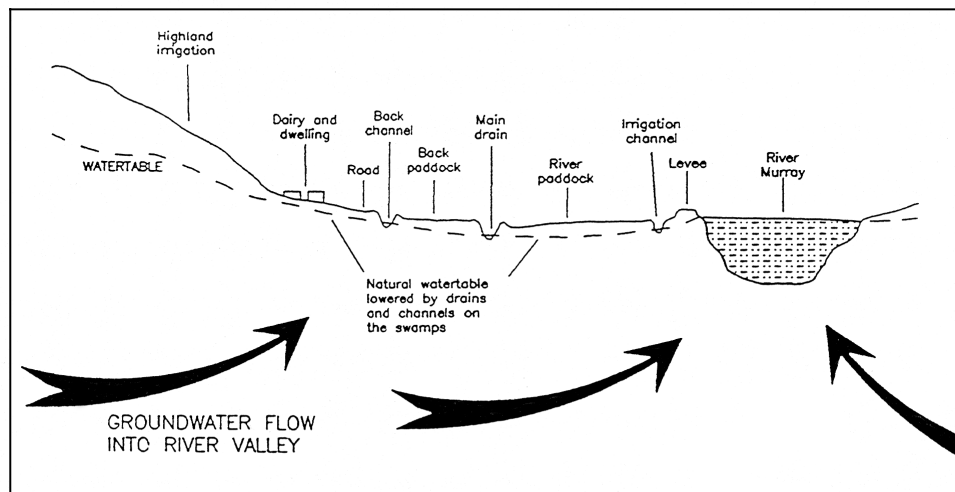 Highland
irrigation
Dairy and
dwelling
Back
channel
Main
drain
Irrigation
channel
Road
Back
paddock
River
paddock
Levee
River
Murray
WATERTABLE
Natural watertable
lowered by drains
and channels on
the swamps
GROUNDWATER FLOW
INTO RIVER VALLEY